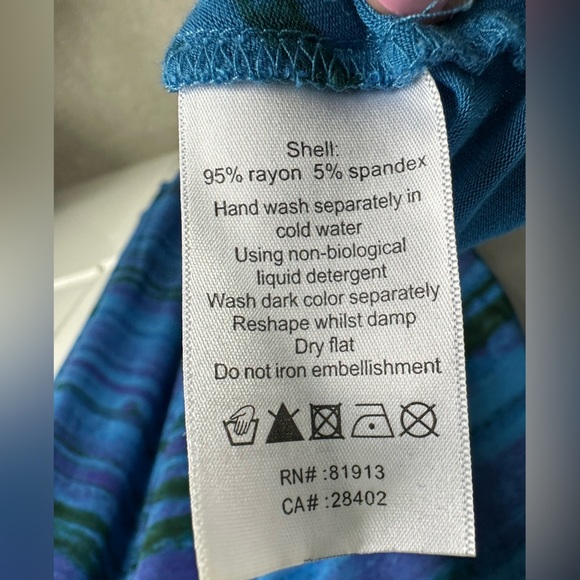 Shell:
95% rayon 5% spandex
Hand wash separately in
cold water
Using non-biological
liquid detergent
Wash dark color separately
Reshape whilst damp
Dry flat
Do not iron embellishment
RN# :81913
CA# :28402